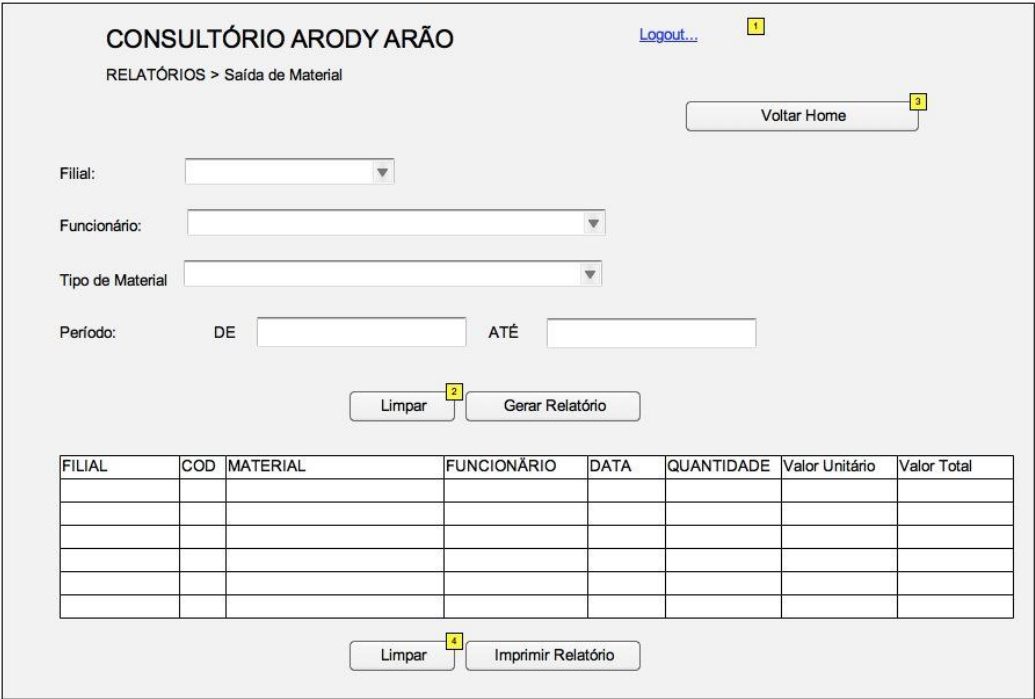 CONSULTÓRIO ARODY ARÃO
Logout...
1
RELATÓRIOS > Saída de Material
3
Voltar Home
Filial:
Funcionário:
Tipo de Material
Período: DE ATÉ
2
Limpar Gerar Relatório
FILIAL COD MATERIAL FUNCIONÄRIO DATA QUANTIDADE Valor Unitário Valor Total
4
Limpar Imprimir Relatório